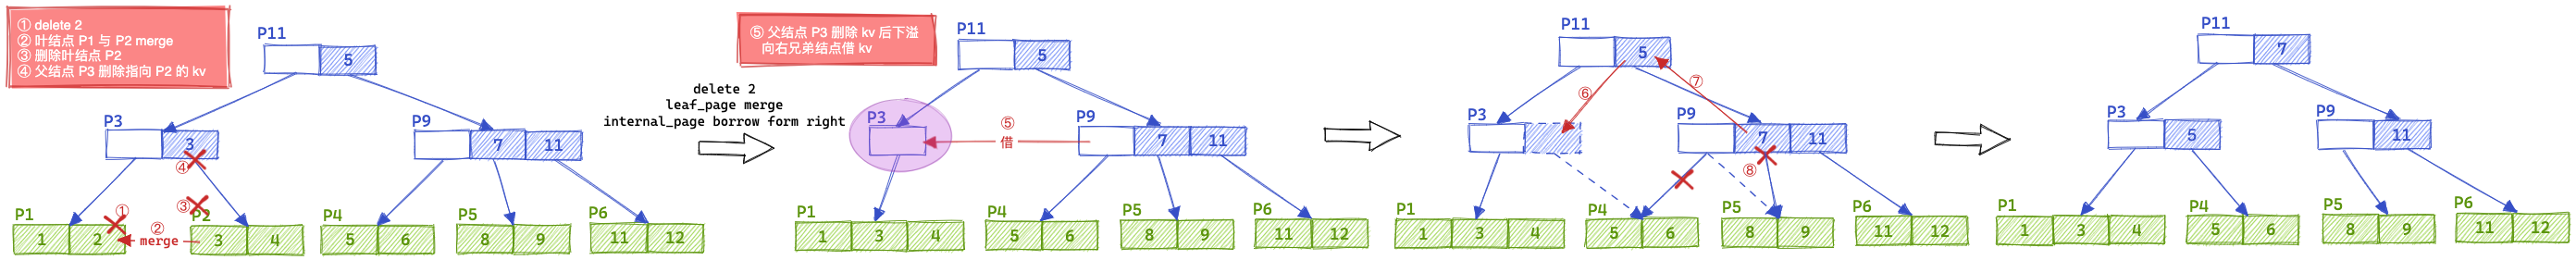 ① delete 2
② 叶结点 P1 与 P2 merge
③ 删除叶结点 P2
④ 父结点 P3 删除指向 P2 的 kv
P11
5
P3
3
④
P9
7 11
P1
1 2
①
② merge
③
P2
3 4
P4
5 6
P5
8 9
P6
11 12
delete 2
leaf_page merge
internal_page borrow form right
⑤ 父结点 P3 删除 kv 后下溢
向右兄弟结点借 kv
P11
5
P3
⑤
借
P9
7 11
P1
1 3 4
P4
5 6
P5
8 9
P6
11 12
P11
5
⑥
⑦
P3
P9
7 11
⑧
P1
1 3 4
P4
5 6
P5
8 9
P6
11 12
P11
7
P3
5
P9
11
P1
1 3 4
P4
5 6
P5
8 9
P6
11 12